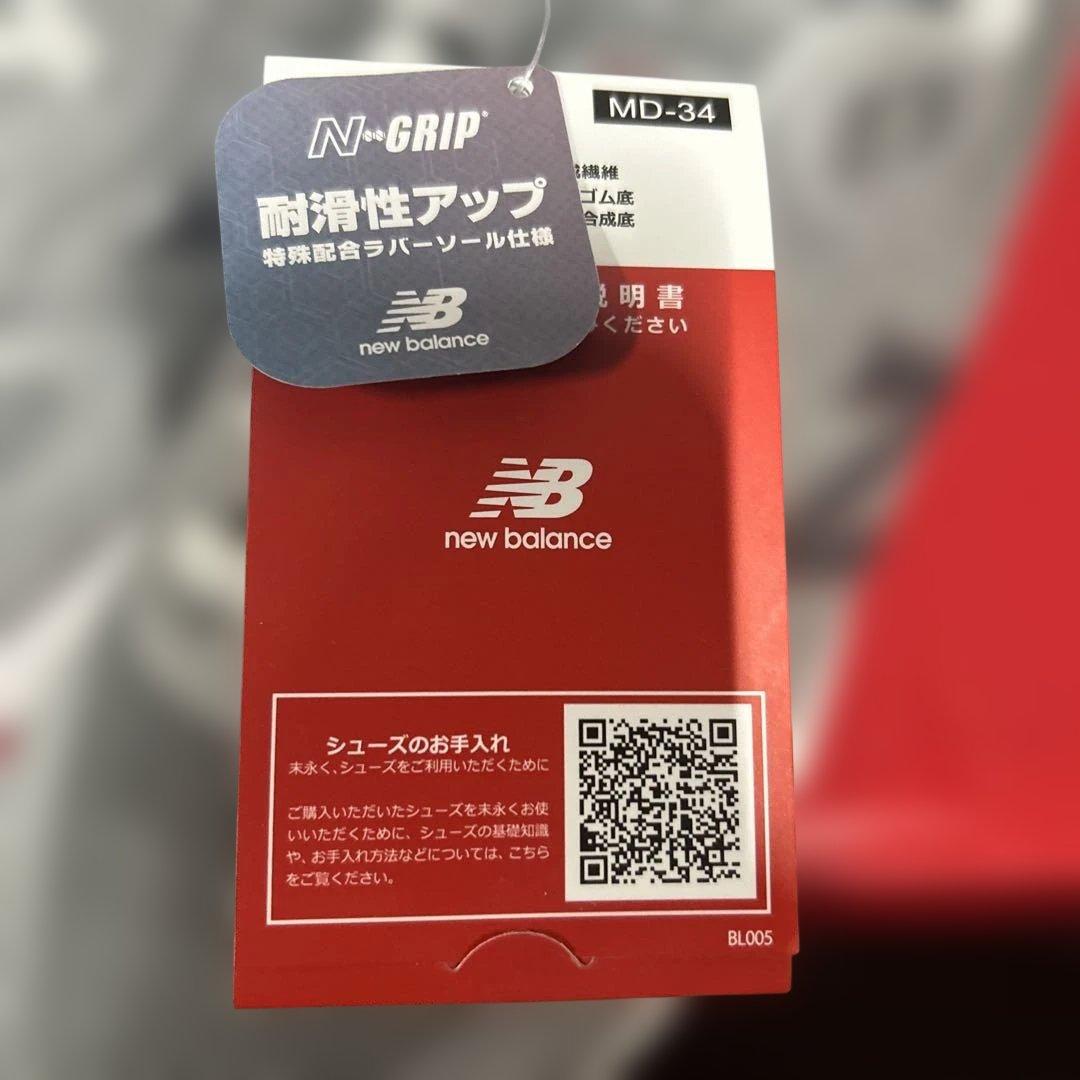 N-GRIP®
耐滑性アップ
特殊配合ラバーソール仕様
NB
new balance
MD-34
繊維
ゴム底
合成底
説明書
ください
NB
new balance
シューズのお手入れ
末永く、シューズをご利用いただくために
ご購入いただいたシューズを末永くお使
いいただくために、シューズの基礎知識
や、お手入れ方法などについては、こちら
をご覧ください。
BL005